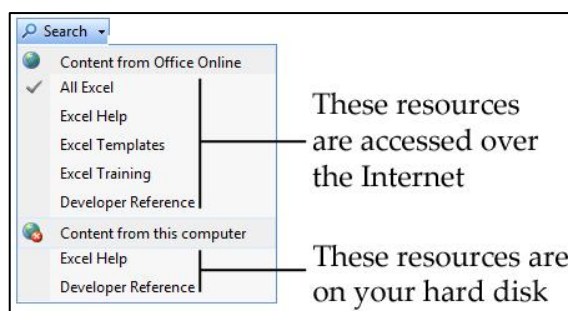 Search
Content from Office Online
All Excel
Excel Help
Excel Templates
Excel Training
Developer Reference
Content from this computer
Excel Help
Developer Reference
These resources
are accessed over
the Internet
These resources are
on your hard disk